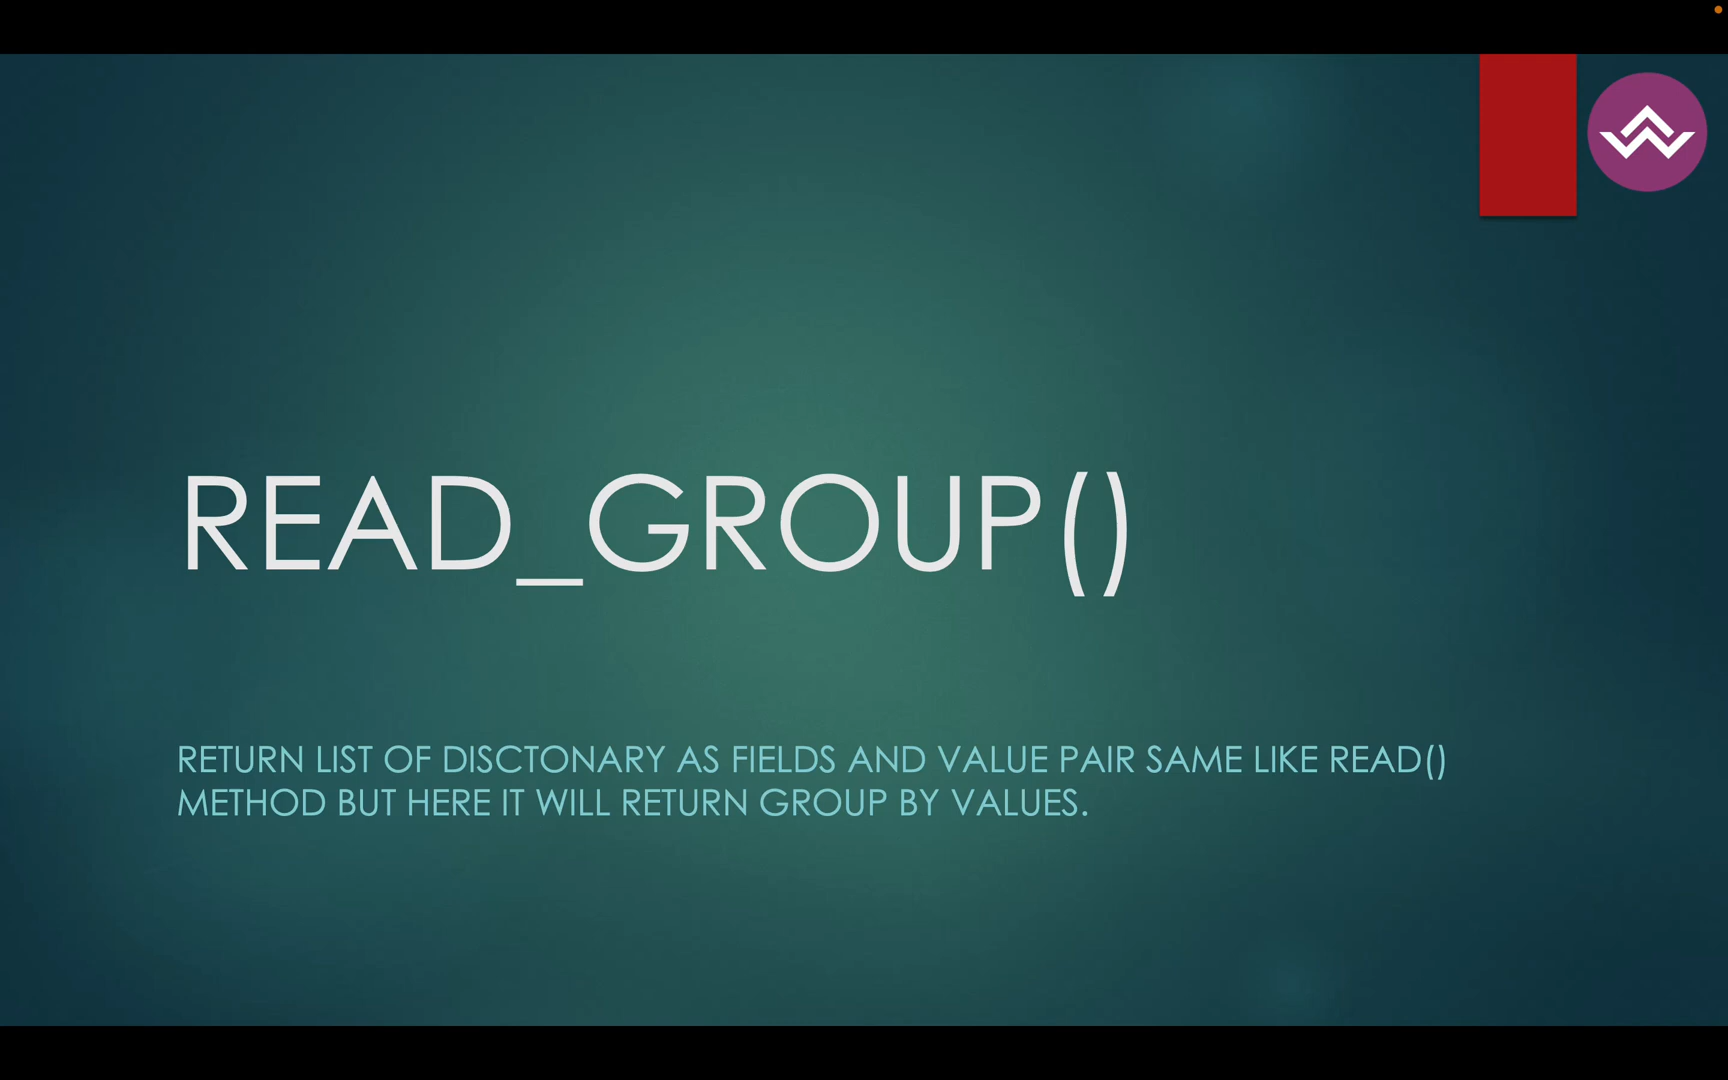 READ_GROUP()
RETURN LIST OF DISCTONARY AS FIELDS AND VALUE PAIR SAME LIKE READ()
METHOD BUT HERE IT WILL RETURN GROUP BY VALUES.